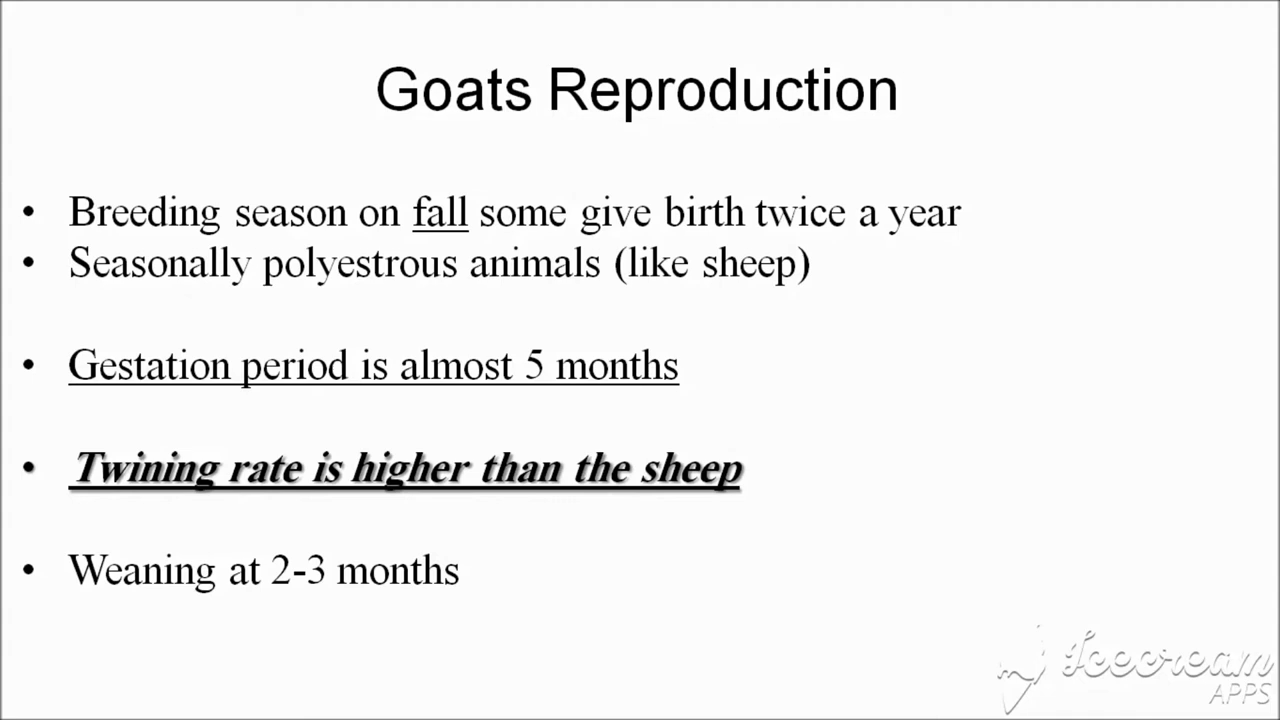 Goats Reproduction
• Breeding season on fall some give birth twice a year
• Seasonally polyestrous animals (like sheep)
• Gestation period is almost 5 months
• Twining rate is higher than the sheep
• Weaning at 2-3 months
Icecream
APPS